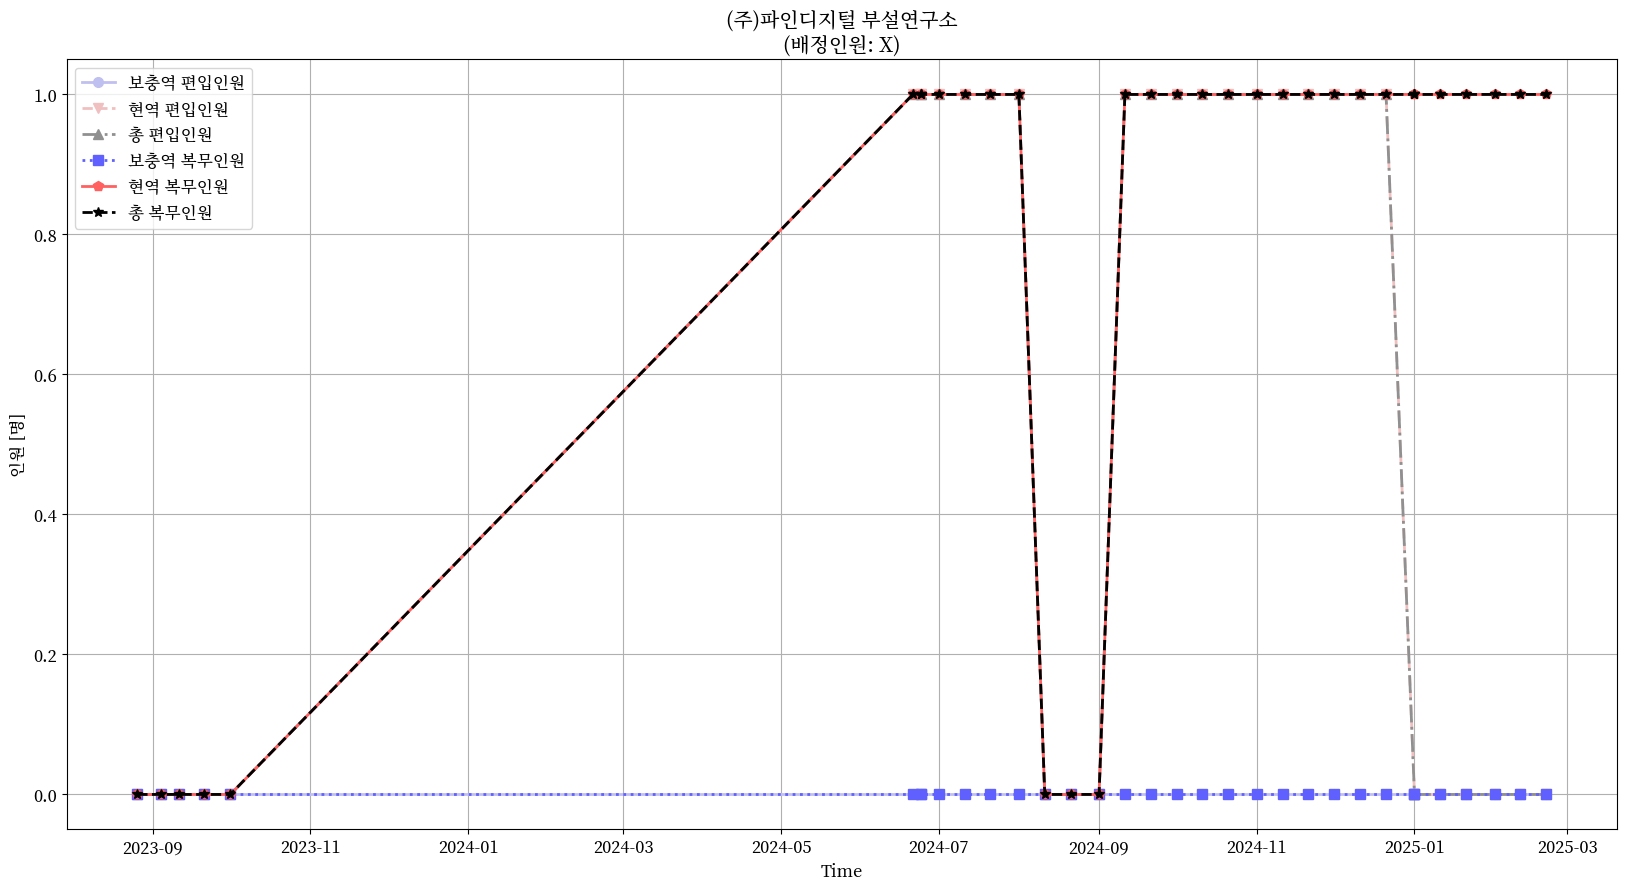 (주)파인디지털 부설연구소
(배정인원: X)
보충역 편입인원
현역 편입인원
총 편입인원
보충역 복무인원
현역 복무인원
총 복무인원
1.0
0.8
0.6
0.4
0.2
0.0
인원 [명]
2023-09 2023-11 2024-01 2024-03 2024-05 2024-07 2024-09 2024-11 2025-01 2025-03
Time